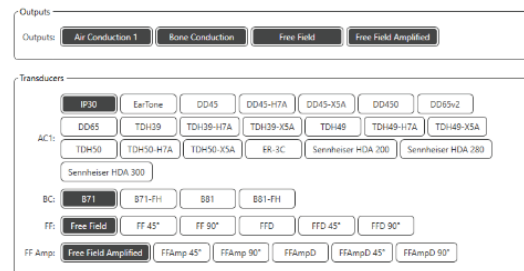 Outputs
Outputs: Air Conduction 1 Bone Conduction Free Field Free Field Amplified
Transducers
IP30 EarTone DD45 DD45-H7A DD45-X5A DD450 DD65v2
DD65 TDH39 TDH39-H7A TDH39-X5A TDH49 TDH49-H7A TDH49-X5A
AC1:
TDH50 TDH50-H7A TDH50-X5A ER-3C Sennheiser HDA 200 Sennheiser HDA 280
Sennheiser HDA 300
BC: B71 B71-FH B81 B81-FH
FF: Free Field FF 45° FF 90° FFD FFD 45° FFD 90°
FF Amp: Free Field Amplified FFAmp 45° FFAmp 90° FFAmpD FFAmpD 45° FFAmpD 90°